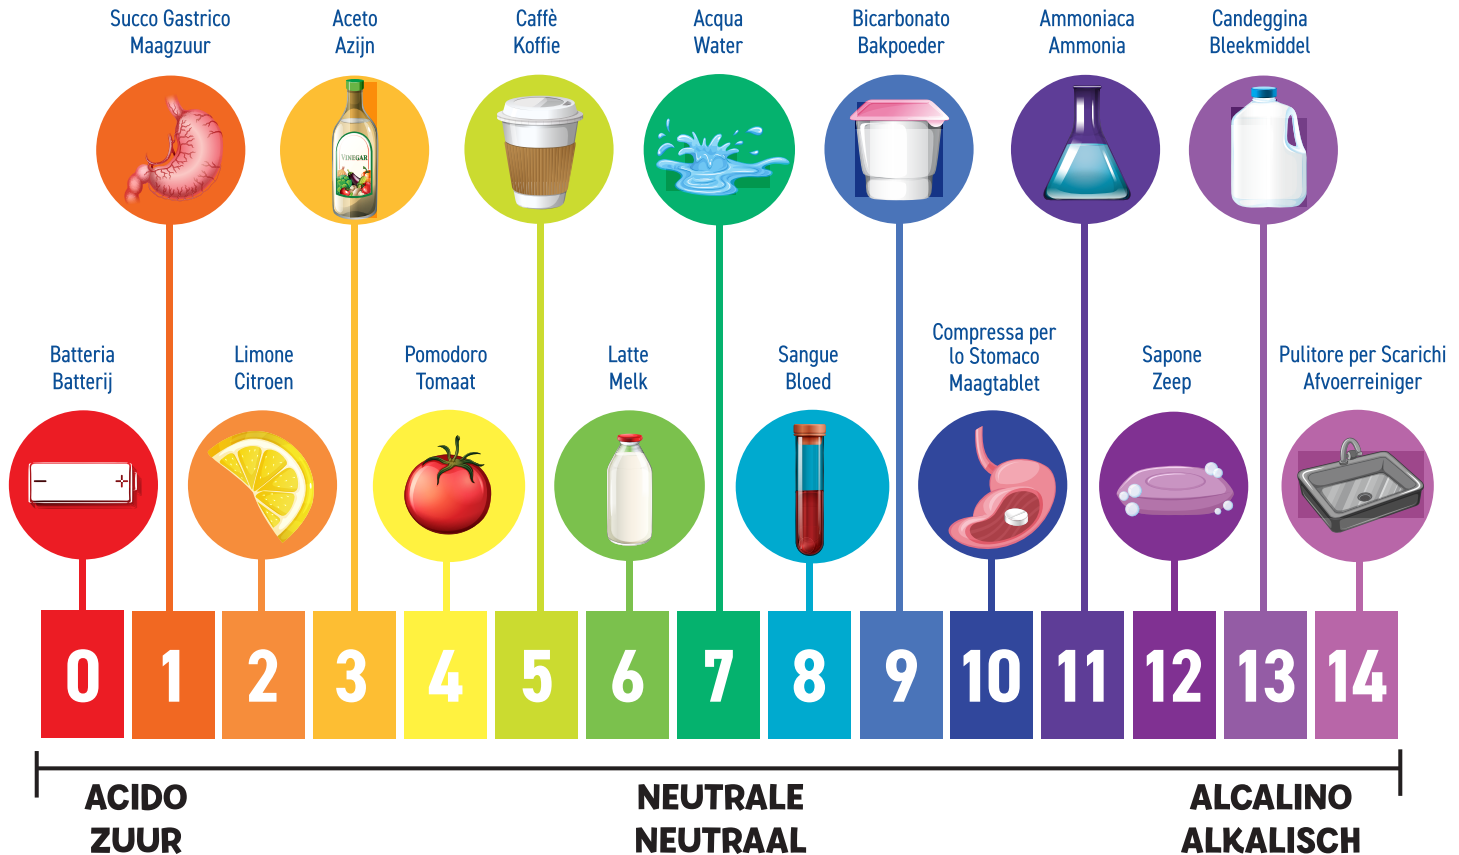 Succo Gastrico
Maagzuur
Aceto
Azijn
Caffè
Koffie
Acqua
Water
Bicarbonato
Bakpoeder
Ammoniaca
Ammonia
Candeggina
Bleekmiddel
VINEGAR
Batteria
Batterij
Limone
Citroen
Pomodoro
Tomaat
Latte
Melk
Sangue
Bloed
Compressa per
lo Stomaco
Maagtablet
Sapone
Zeep
Pulitore per Scarichi
Afvoerreiniger
- +
0 1 2 3 4 5 6 7 8 9 10 11 12 13 14
ACIDO
ZUUR
NEUTRALE
NEUTRAAL
ALCALINO
ALKALISCH